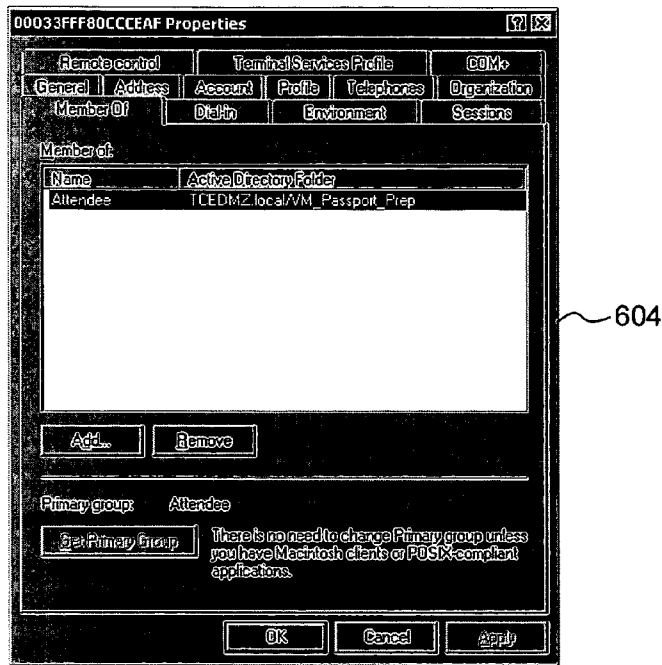 00033FFF80CCCEAF Properties
Remote control Terminal Services Profile COM+
General Address Account Profile Telephones Organization
Member Of Dial-in Environment Sessions
Member of:
Name Active Directory Folder
Attendee TCEDMZ.local/VM_Passport_Prep
Add... Remove
Primary group: Attendee
Set Primary Group
There is no need to change Primary group unless
you have Macintosh clients or POSIX-compliant
applications.
OK Cancel Apply
604